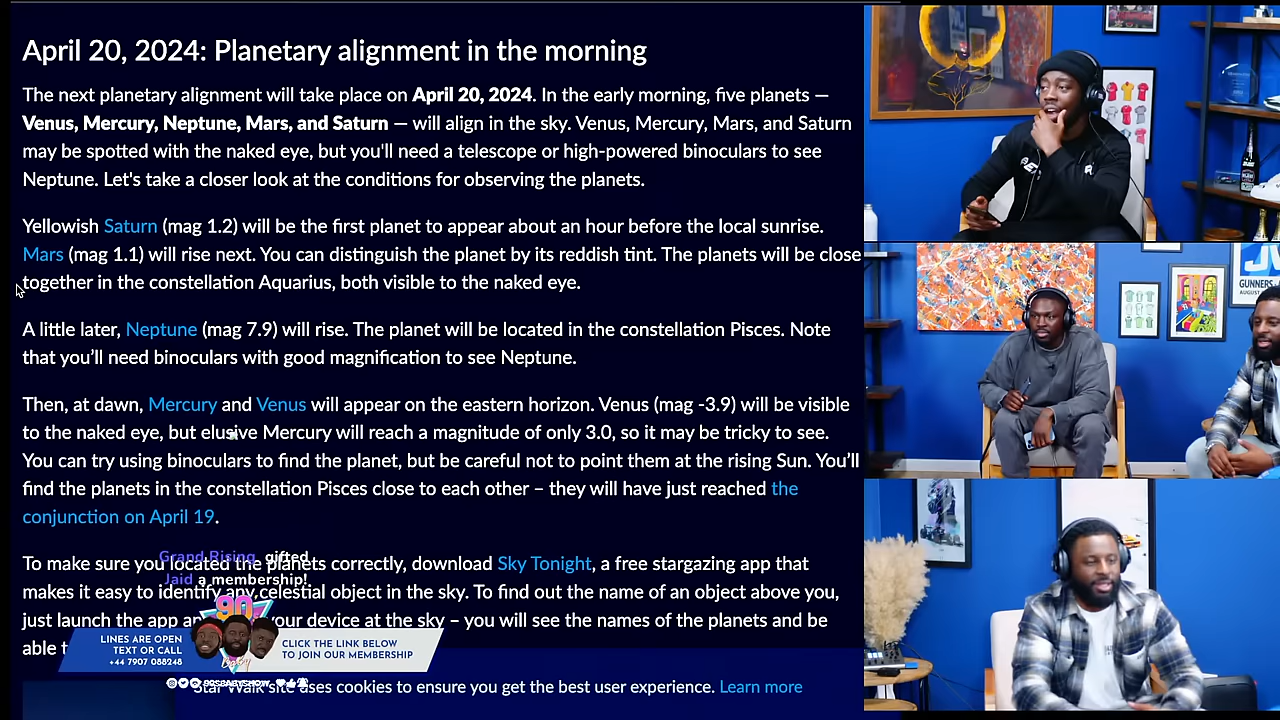 April 20, 2024: Planetary alignment in the morning
The next planetary alignment will take place on April 20, 2024. In the early morning, five planets —
Venus, Mercury, Neptune, Mars, and Saturn — will align in the sky. Venus, Mercury, Mars, and Saturn
may be spotted with the naked eye, but you'll need a telescope or high-powered binoculars to see
Neptune. Let's take a closer look at the conditions for observing the planets.
Yellowish Saturn (mag 1.2) will be the first planet to appear about an hour before the local sunrise.
Mars (mag 1.1) will rise next. You can distinguish the planet by its reddish tint. The planets will be close
together in the constellation Aquarius, both visible to the naked eye.
A little later, Neptune (mag 7.9) will rise. The planet will be located in the constellation Pisces. Note
that you’ll need binoculars with good magnification to see Neptune.
Then, at dawn, Mercury and Venus will appear on the eastern horizon. Venus (mag -3.9) will be visible
to the naked eye, but elusive Mercury will reach a magnitude of only 3.0, so it may be tricky to see.
You can try using binoculars to find the planet, but be careful not to point them at the rising Sun. You’ll
find the planets in the constellation Pisces close to each other – they will have just reached the
conjunction on April 19.
To make sure you located the planets correctly, download Sky Tonight, a free stargazing app that
makes it easy to identify any celestial object in the sky. To find out the name of an object above you,
just launch the app an your device at the sky – you will see the names of the planets and be
able t
Grand Rising gifted
Jaid a membership!
90
LINES ARE OPEN
TEXT OR CALL
+44 7907 088248
CLICK THE LINK BELOW
TO JOIN OUR MEMBERSHIP
90SBABYSHOW
Star Walk site uses cookies to ensure you get the best user experience. Learn more
GUNNERS
AUGUST